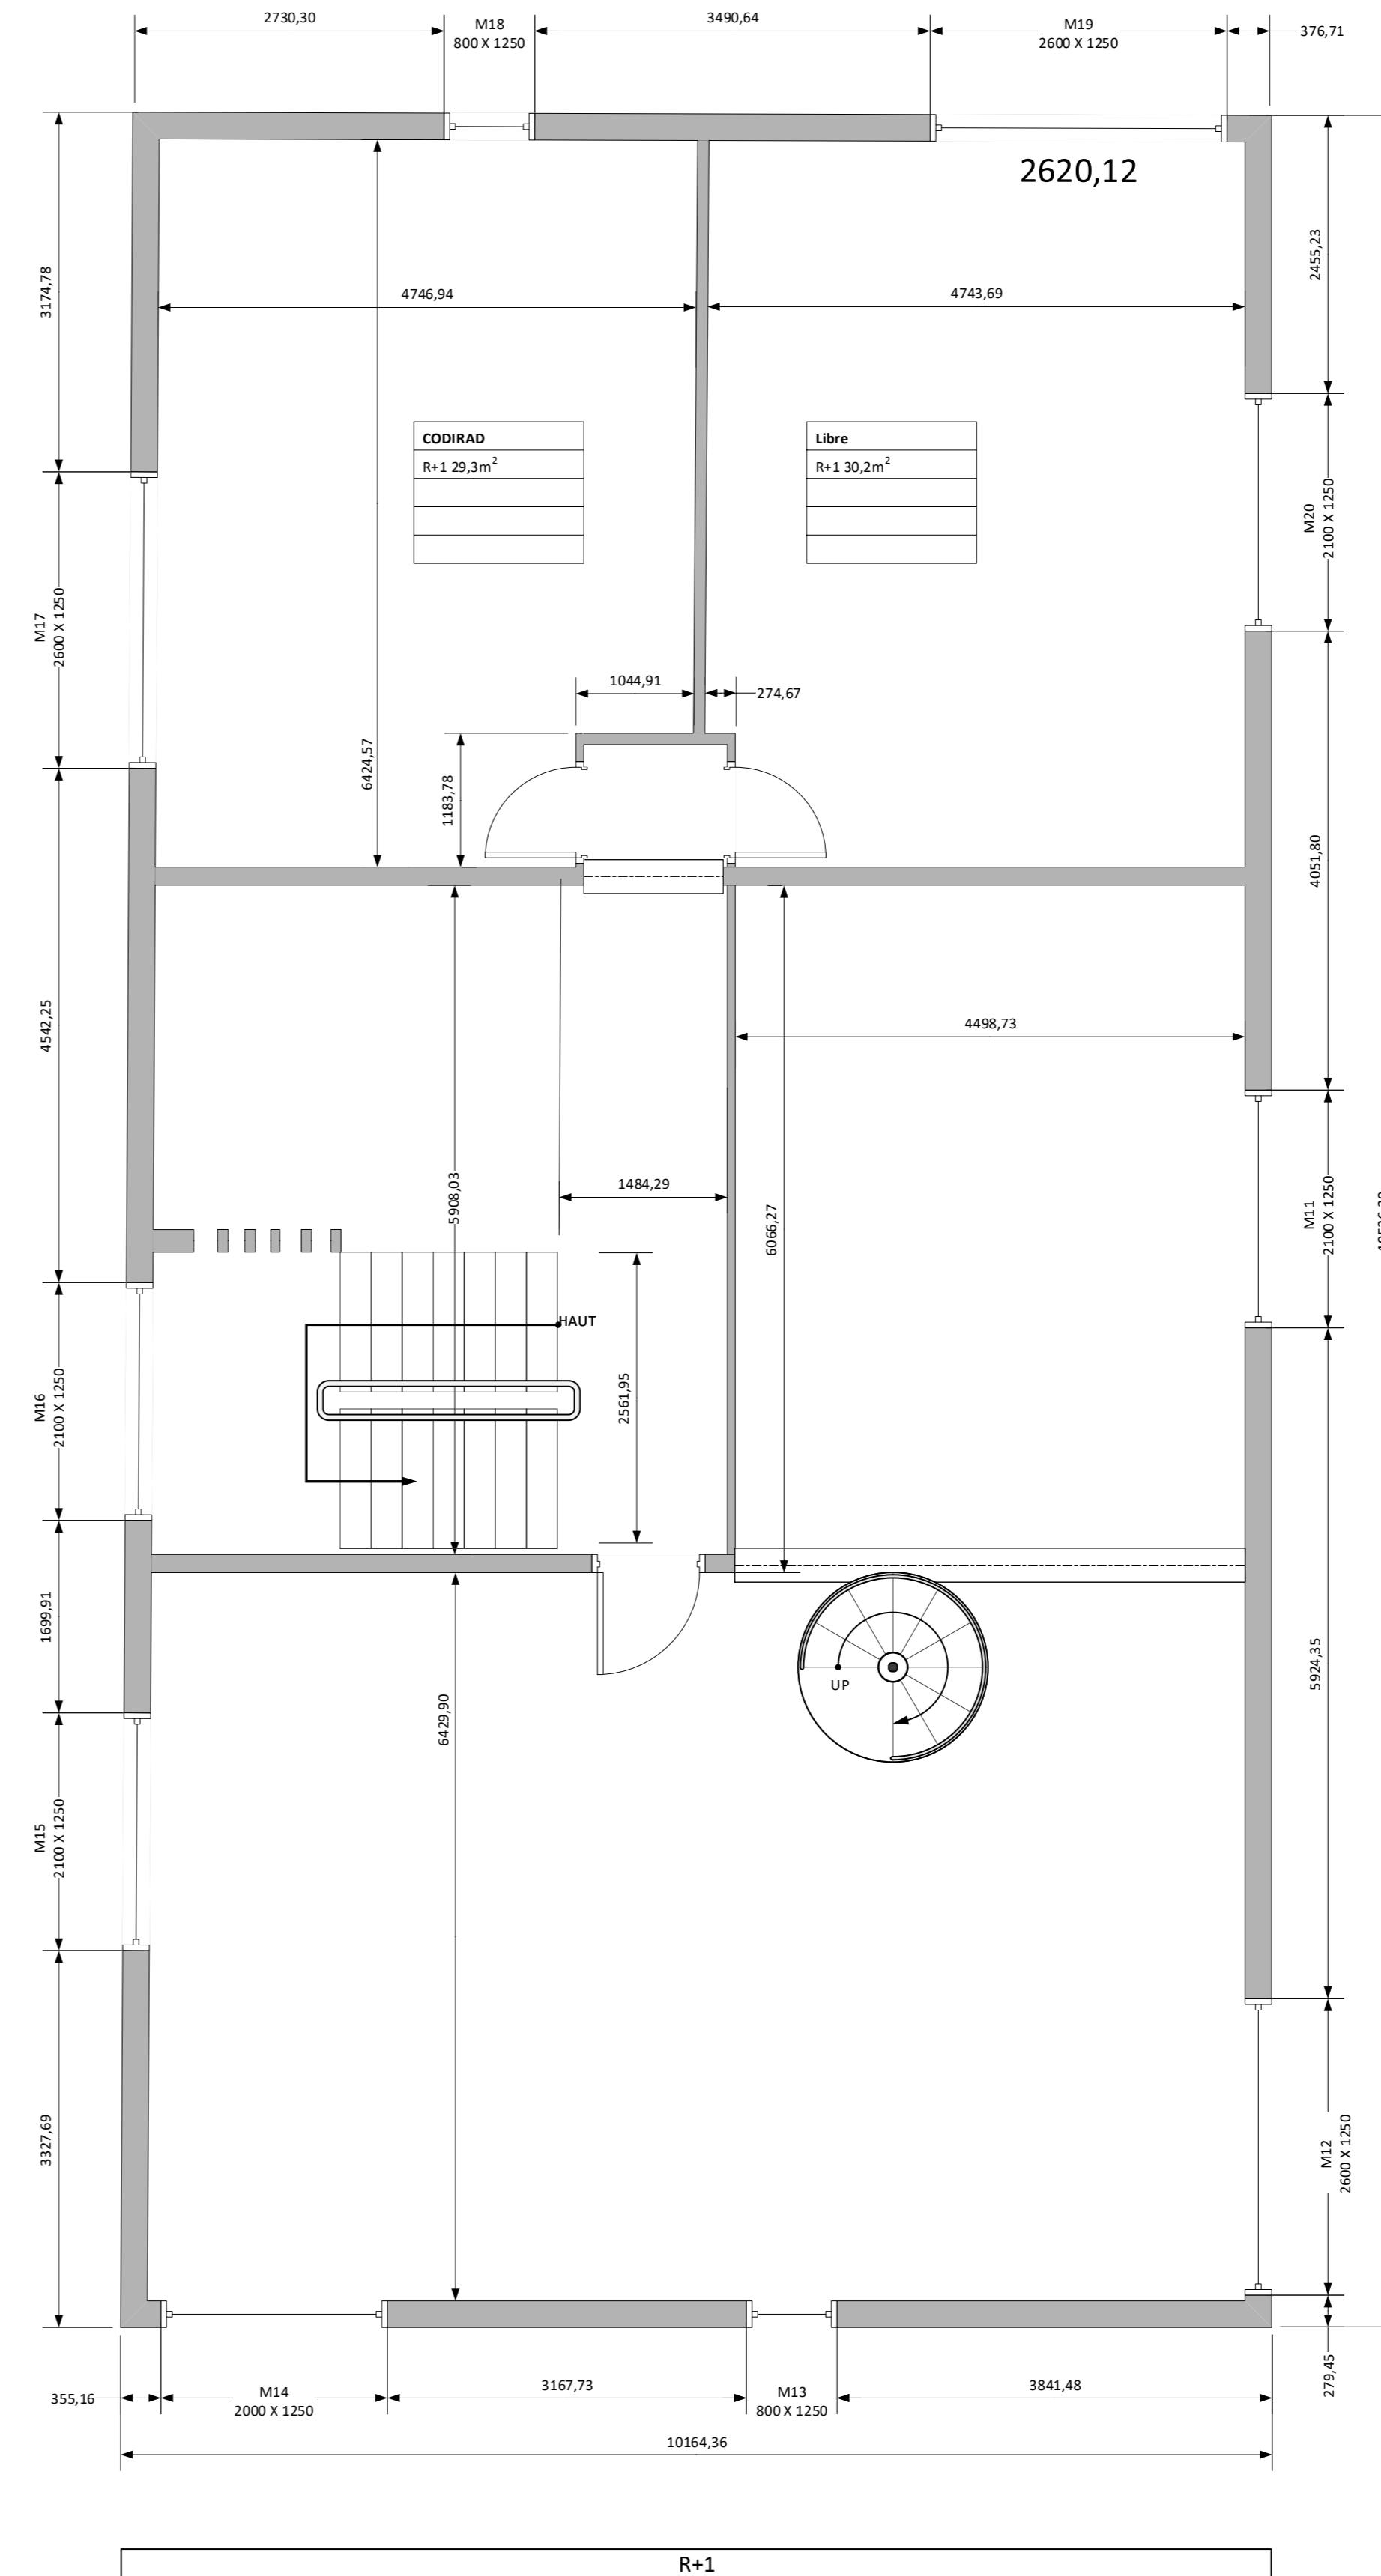 2730,30
M18
800 X 1250
3490,64
M19
2600 X 1250
376,71
2620,12
3174,78
2455,23
4746,94
4743,69
CODIRAD
R+1 29,3m²
Libre
R+1 30,2m²
M20
2100 X 1250
M17
2600 X 1250
1044,91
274,67
6424,57
1183,78
4051,80
4542,25
4498,73
5908,03
1484,29
6066,27
M11
2100 X 1250
HAUT
2561,95
M16
2100 X 1250
1699,91
UP
6429,90
5924,35
M15
2100 X 1250
3327,69
M12
2600 X 1250
279,45
355,16
M14
2000 X 1250
3167,73
M13
800 X 1250
3841,48
10164,36
R+1